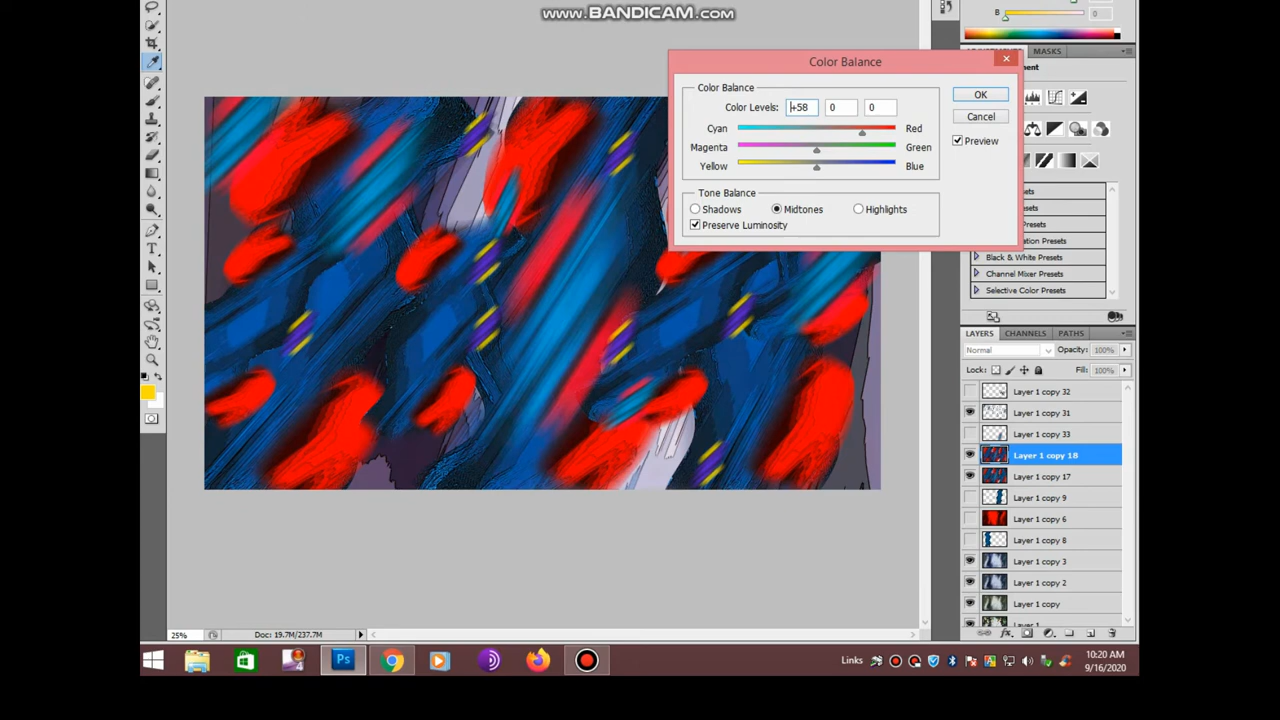 www.BANDICAM.com
B
0
MASKS
Color Balance
Color Balance
Color Levels: +58 0 0
Cyan Red
Magenta Green
Yellow Blue
Tone Balance
Shadows Midtones Highlights
Preserve Luminosity
OK
Cancel
Preview
Black & White Presets
Channel Mixer Presets
Selective Color Presets
LAYERS CHANNELS PATHS
Normal Opacity: 100%
Lock: Fill: 100%
Layer 1 copy 32
Layer 1 copy 31
Layer 1 copy 33
Layer 1 copy 18
Layer 1 copy 17
Layer 1 copy 9
Layer 1 copy 6
Layer 1 copy 8
Layer 1 copy 3
Layer 1 copy 2
Layer 1 copy
Layer 1
25% Doc: 19.7M/237.7M
Ps
Links
10:20 AM
9/16/2020